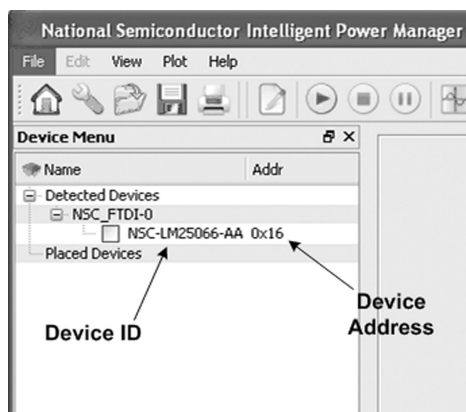 National Semiconductor Intelligent Power Manager
File Edit View Plot Help
Device Menu
Name Addr
Detected Devices
NSC_FTDI-0
NSC-LM25066-AA 0x16
Placed Devices
Device ID
Device
Address